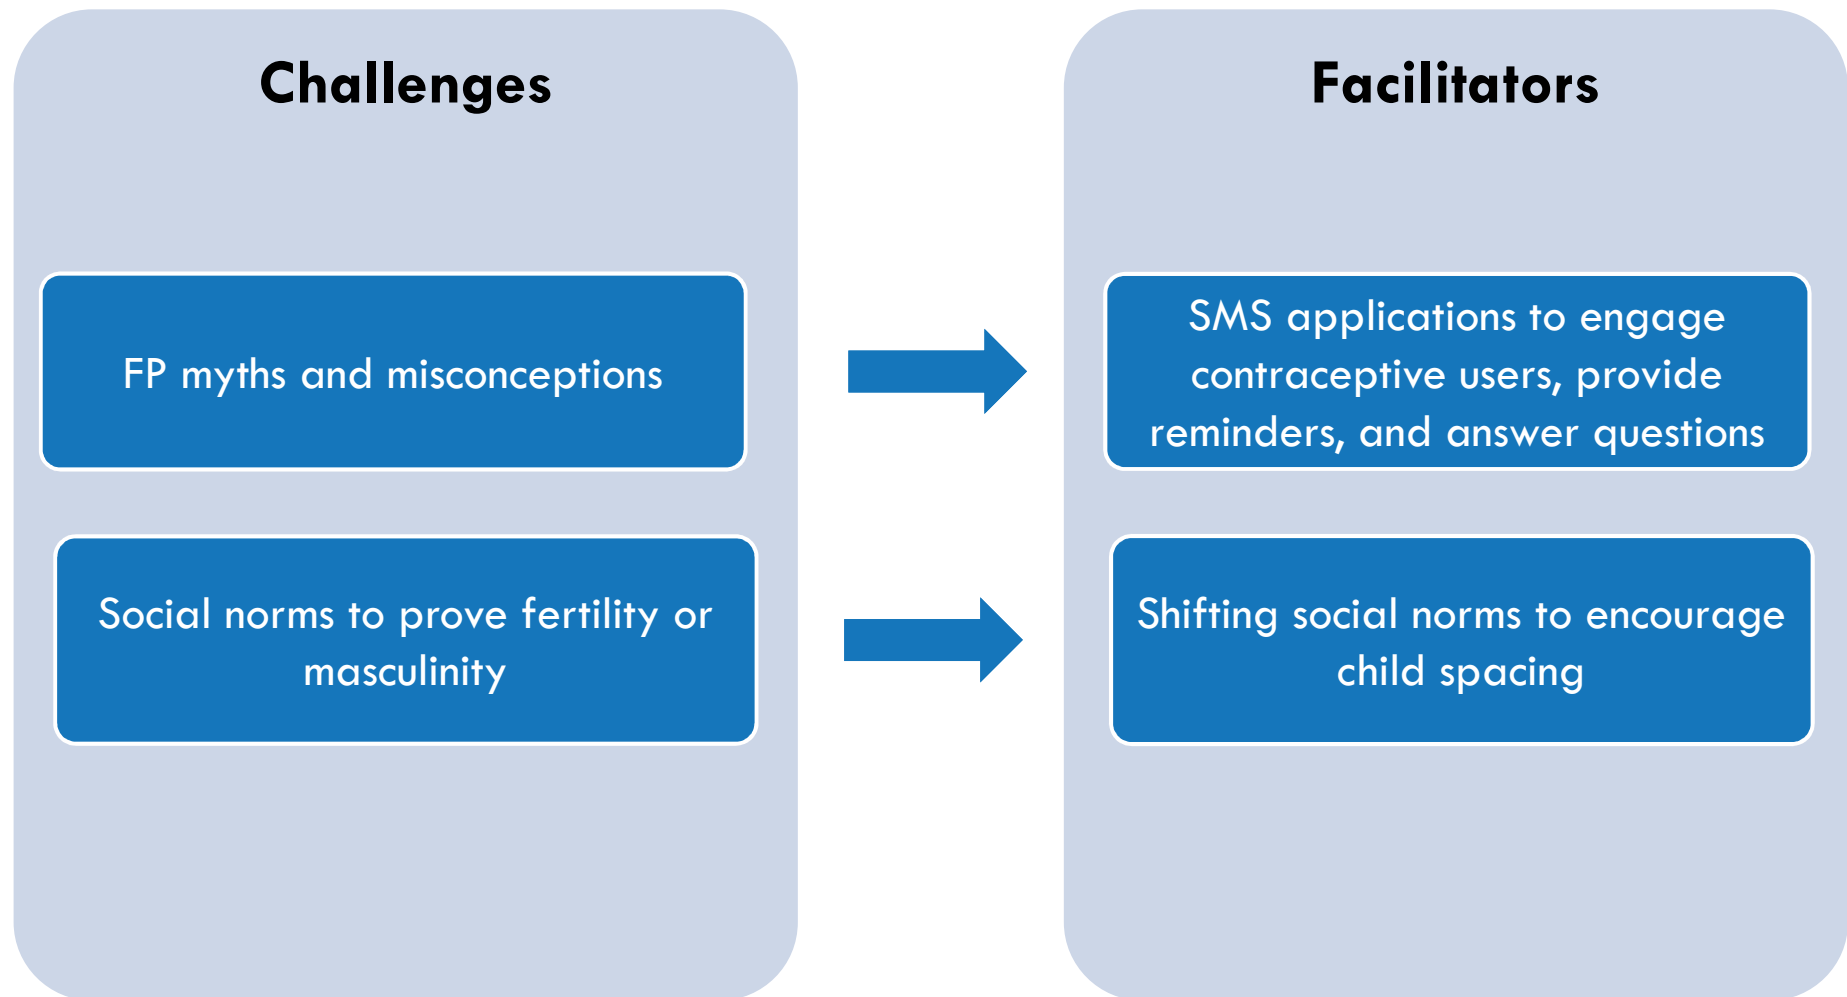 Challenges
FP myths and misconceptions
Social norms to prove fertility or
masculinity
Facilitators
SMS applications to engage
contraceptive users, provide
reminders, and answer questions
Shifting social norms to encourage
child spacing